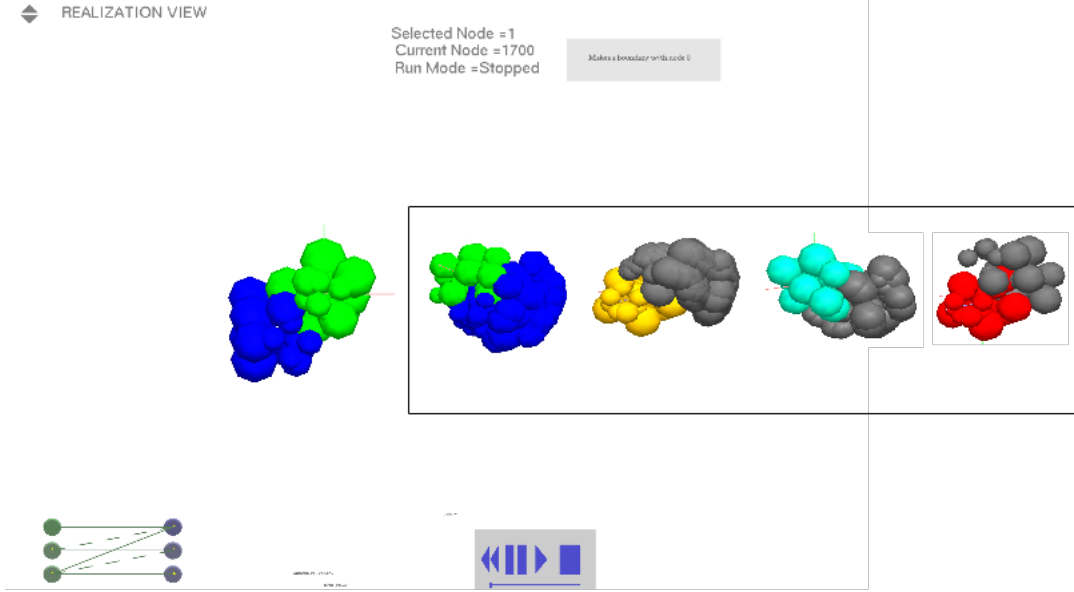 REALIZATION VIEW
Selected Node =1
Current Node =1700
Run Mode =Stopped
Makes a boundary with node 0